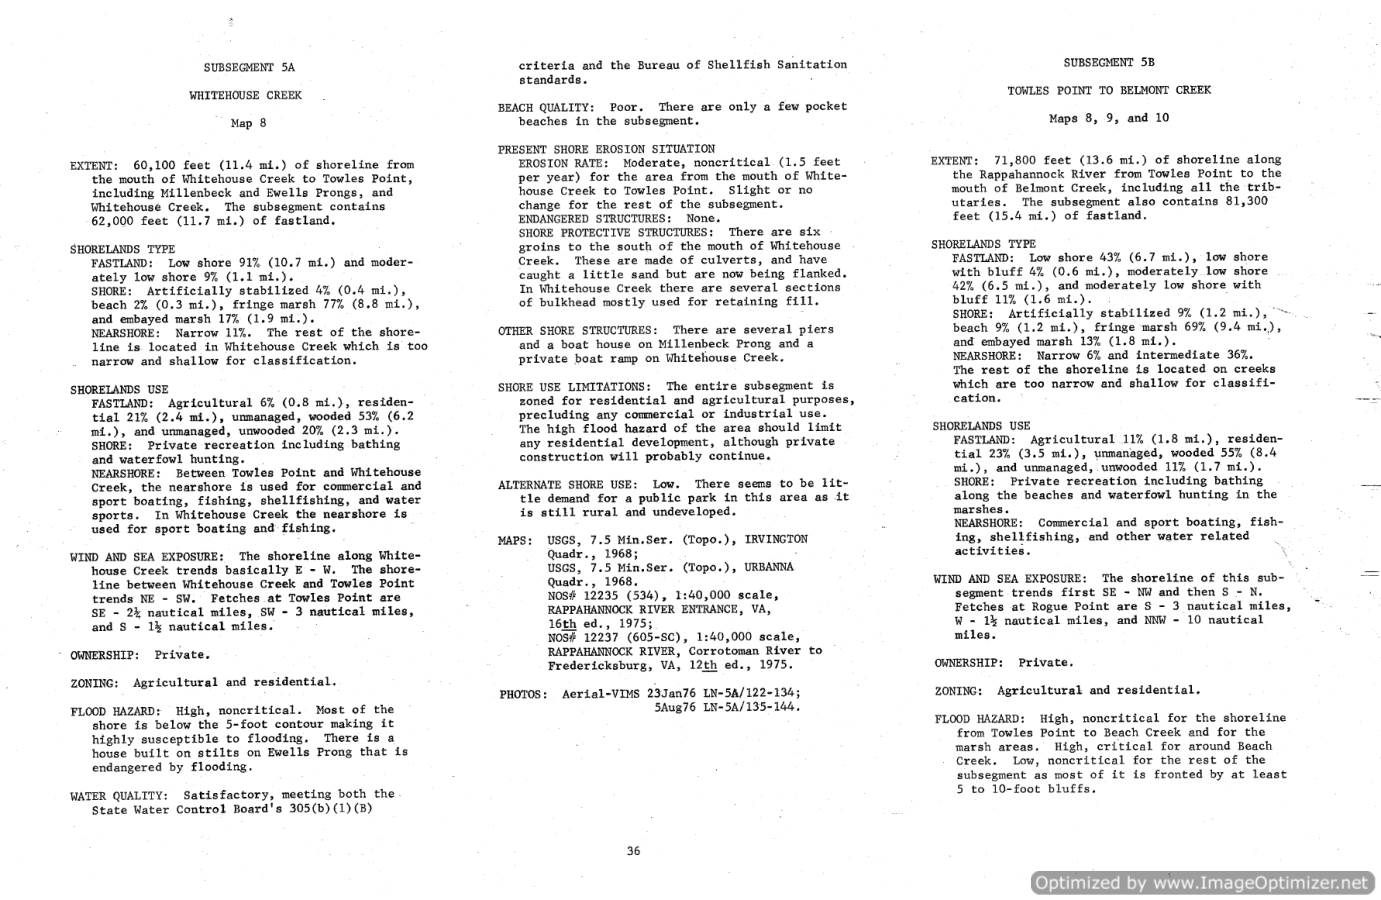 SUBSEGMENT 5A
WHITEHOUSE CREEK
Map 8
EXTENT: 60,100 feet (11.4 mi.) of shoreline from
the mouth of Whitehouse Creek to Towles Point,
including Millenbeck and Ewells Prongs, and
Whitehouse Creek. The subsegment contains
62,000 feet (11.7 mi.) of fastland.
SHORELANDS TYPE
FASTLAND: Low shore 91% (10.7 mi.) and moder-
ately low shore 9% (1.1 mi.).
SHORE: Artificially stabilized 4% (0.4 mi.),
beach 2% (0.3 mi.), fringe marsh 77% (8.8 mi.),
and embayed marsh 17% (1.9 mi.).
NEARSHORE: Narrow 11%. The rest of the shore-
line is located in Whitehouse Creek which is too
narrow and shallow for classification.
SHORELANDS USE
FASTLAND: Agricultural 6% (0.8 mi.), residen-
tial 21% (2.4 mi.), unmanaged, wooded 53% (6.2
mi.), and unmanaged, unwooded 20% (2.3 mi.).
SHORE: Private recreation including bathing
and waterfowl hunting.
NEARSHORE: Between Towles Point and Whitehouse
Creek, the nearshore is used for commercial and
sport boating, fishing, shellfishing, and water
sports. In Whitehouse Creek the nearshore is
used for sport boating and fishing.
WIND AND SEA EXPOSURE: The shoreline along White-
house Creek trends basically E - W. The shore-
line between Whitehouse Creek and Towles Point
trends NE - SW. Fetches at Towles Point are
SE - 2½ nautical miles, SW - 3 nautical miles,
and S - 1½ nautical miles.
OWNERSHIP: Private.
ZONING: Agricultural and residential.
FLOOD HAZARD: High, noncritical. Most of the
shore is below the 5-foot contour making it
highly susceptible to flooding. There is a
house built on stilts on Ewells Prong that is
endangered by flooding.
WATER QUALITY: Satisfactory, meeting both the
State Water Control Board's 305(b)(1)(B)
criteria and the Bureau of Shellfish Sanitation
standards.
BEACH QUALITY: Poor. There are only a few pocket
beaches in the subsegment.
PRESENT SHORE EROSION SITUATION
EROSION RATE: Moderate, noncritical (1.5 feet
per year) for the area from the mouth of White-
house Creek to Towles Point. Slight or no
change for the rest of the subsegment.
ENDANGERED STRUCTURES: None.
SHORE PROTECTIVE STRUCTURES: There are six
groins to the south of the mouth of Whitehouse
Creek. These are made of culverts, and have
caught a little sand but are now being flanked.
In Whitehouse Creek there are several sections
of bulkhead mostly used for retaining fill.
OTHER SHORE STRUCTURES: There are several piers
and a boat house on Millenbeck Prong and a
private boat ramp on Whitehouse Creek.
SHORE USE LIMITATIONS: The entire subsegment is
zoned for residential and agricultural purposes,
precluding any commercial or industrial use.
The high flood hazard of the area should limit
any residential development, although private
construction will probably continue.
ALTERNATE SHORE USE: Low. There seems to be lit-
tle demand for a public park in this area as it
is still rural and undeveloped.
MAPS: USGS, 7.5 Min.Ser. (Topo.), IRVINGTON
Quadr., 1968;
USGS, 7.5 Min.Ser. (Topo.), URBANNA
Quadr., 1968.
NOS# 12235 (534), 1:40,000 scale,
RAPPAHANNOCK RIVER ENTRANCE, VA,
16th ed., 1975;
NOS# 12237 (605-SC), 1:40,000 scale,
RAPPAHANNOCK RIVER, Corrotoman River to
Fredericksburg, VA, 12th ed., 1975.
PHOTOS: Aerial-VIMS 23Jan76 LN-5A/122-134;
5Aug76 LN-5A/135-144.
SUBSEGMENT 5B
TOWLES POINT TO BELMONT CREEK
Maps 8, 9, and 10
EXTENT: 71,800 feet (13.6 mi.) of shoreline along
the Rappahannock River from Towles Point to the
mouth of Belmont Creek, including all the trib-
utaries. The subsegment also contains 81,300
feet (15.4 mi.) of fastland.
SHORELANDS TYPE
FASTLAND: Low shore 43% (6.7 mi.), low shore
with bluff 4% (0.6 mi.), moderately low shore
42% (6.5 mi.), and moderately low shore with
bluff 11% (1.6 mi.).
SHORE: Artificially stabilized 9% (1.2 mi.),
beach 9% (1.2 mi.), fringe marsh 69% (9.4 mi.),
and embayed marsh 13% (1.8 mi.).
NEARSHORE: Narrow 6% and intermediate 36%.
The rest of the shoreline is located on creeks
which are too narrow and shallow for classifi-
cation.
SHORELANDS USE
FASTLAND: Agricultural 11% (1.8 mi.), residen-
tial 23% (3.5 mi.), unmanaged, wooded 55% (8.4
mi.), and unmanaged, unwooded 11% (1.7 mi.).
SHORE: Private recreation including bathing
along the beaches and waterfowl hunting in the
marshes.
NEARSHORE: Commercial and sport boating, fish-
ing, shellfishing, and other water related
activities.
WIND AND SEA EXPOSURE: The shoreline of this sub-
segment trends first SE - NW and then S - N.
Fetches at Rogue Point are S - 3 nautical miles,
W - 1½ nautical miles, and NNW - 10 nautical
miles.
OWNERSHIP: Private.
ZONING: Agricultural and residential.
FLOOD HAZARD: High, noncritical for the shoreline
from Towles Point to Beach Creek and for the
marsh areas. High, critical for around Beach
Creek. Low, noncritical for the rest of the
subsegment as most of it is fronted by at least
5 to 10-foot bluffs.
36
Optimized by www.ImageOptimizer.net